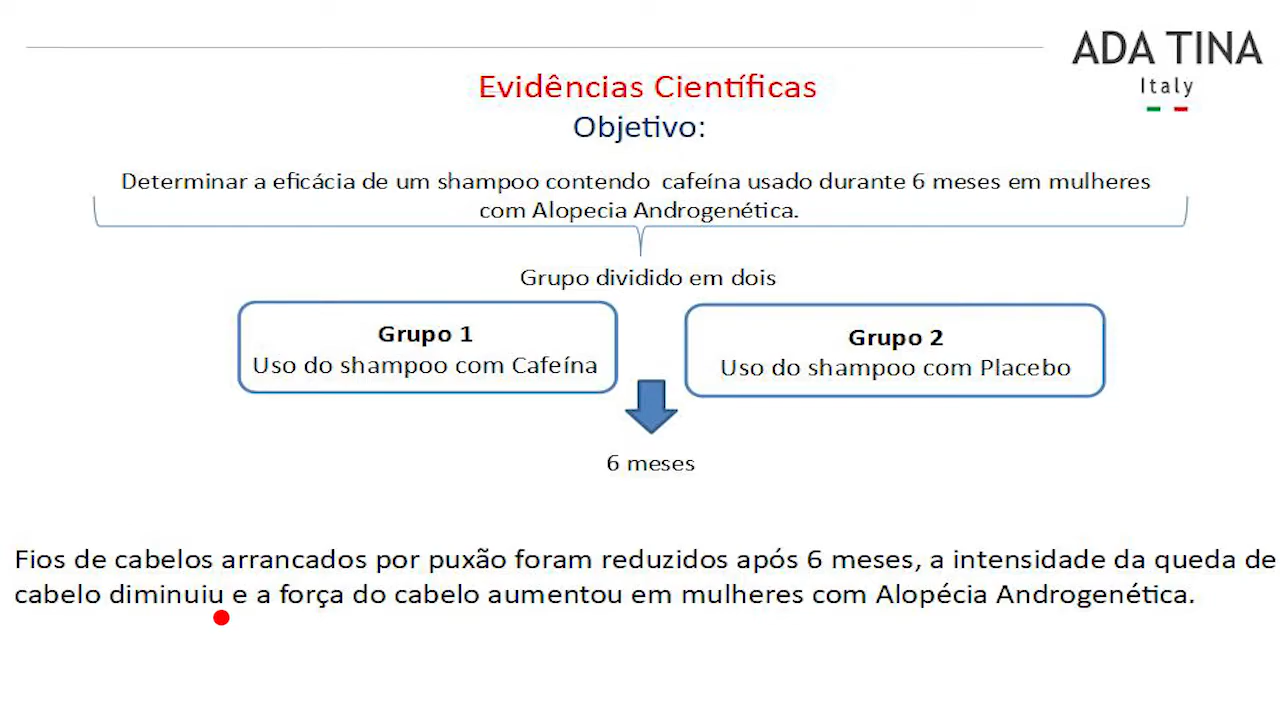 ADA TINA
Italy
Evidências Científicas
Objetivo:
Determinar a eficácia de um shampoo contendo cafeína usado durante 6 meses em mulheres
com Alopecia Androgenética.
Grupo dividido em dois
Grupo 1
Uso do shampoo com Cafeína
Grupo 2
Uso do shampoo com Placebo
6 meses
Fios de cabelos arrancados por puxão foram reduzidos após 6 meses, a intensidade da queda de
cabelo diminuiu e a força do cabelo aumentou em mulheres com Alopécia Androgenética.